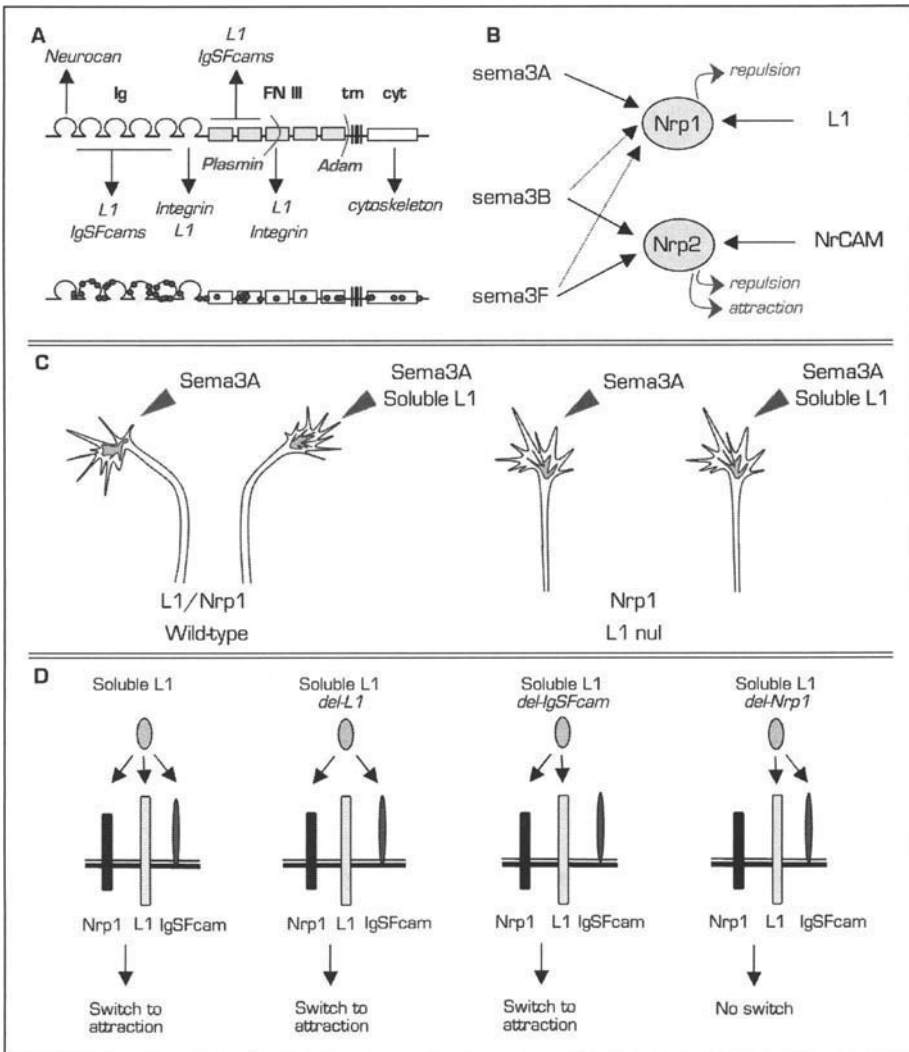 A
Neurocan
L1
IgSFcams
Ig
FN III
tm
cyt
Plasmin
Adam
L1
IgSFcams
Integrin
L1
L1
Integrin
cytoskeleton
B
sema3A
repulsion
Nrp1
L1
sema3B
Nrp2
NrCAM
sema3F
repulsion
attraction
C
Sema3A
Sema3A
Soluble L1
Sema3A
Sema3A
Soluble L1
L1/Nrp1
Wild-type
Nrp1
L1 nul
D
Soluble L1
Soluble L1
del-L1
Soluble L1
del-IgSFcam
Soluble L1
del-Nrp1
Nrp1 L1 IgSFcam
Nrp1 L1 IgSFcam
Nrp1 L1 IgSFcam
Nrp1 L1 IgSFcam
Switch to
attraction
Switch to
attraction
Switch to
attraction
No switch